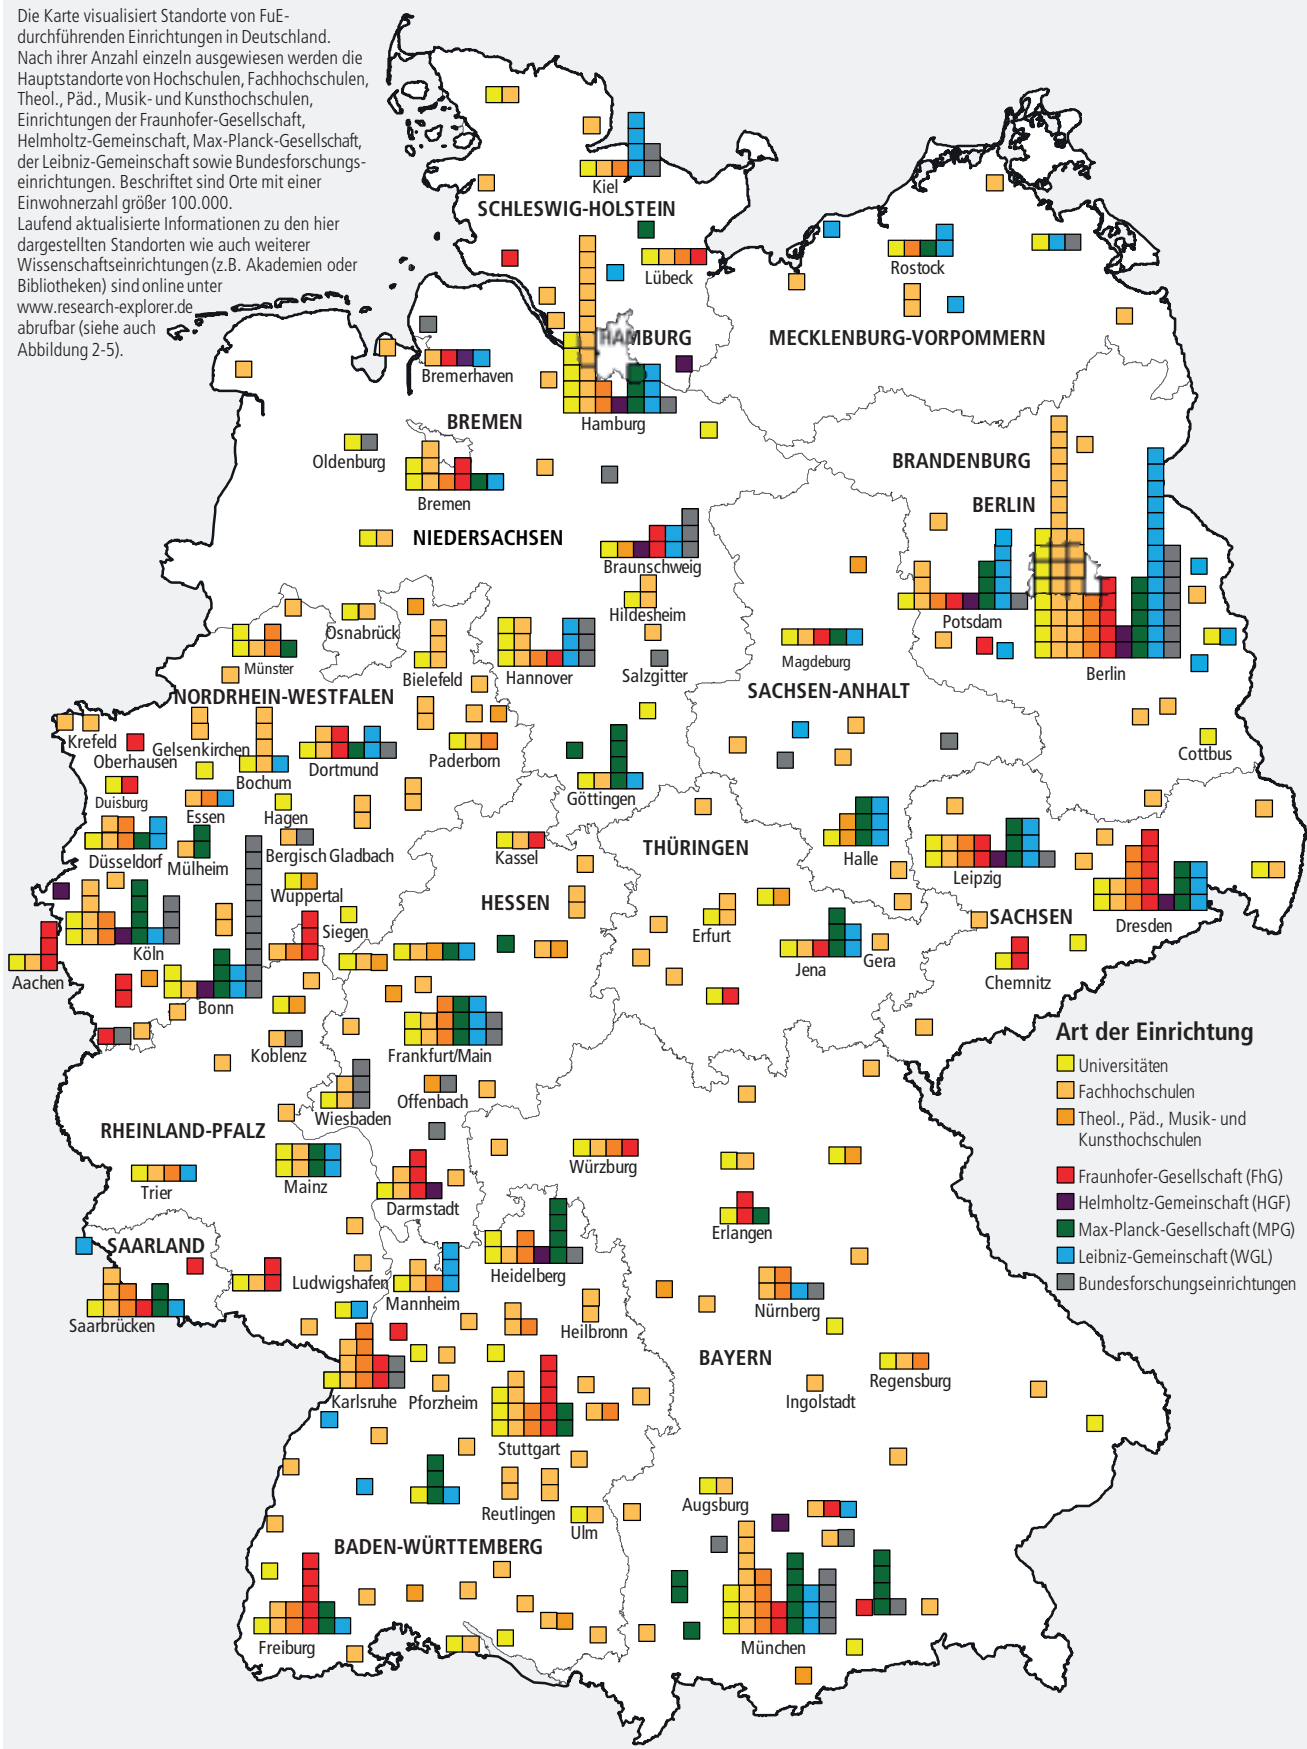 Die Karte visualisiert Standorte von FuE-
durchführenden Einrichtungen in Deutschland.
Nach ihrer Anzahl einzeln ausgewiesen werden die
Hauptstandorte von Hochschulen, Fachhochschulen,
Theol., Päd., Musik- und Kunsthochschulen,
Einrichtungen der Fraunhofer-Gesellschaft,
Helmholtz-Gemeinschaft, Max-Planck-Gesellschaft,
der Leibniz-Gemeinschaft sowie Bundesforschungs-
einrichtungen. Beschriftet sind Orte mit einer
Einwohnerzahl größer 100.000.
Laufend aktualisierte Informationen zu den hier
dargestellten Standorten wie auch weiterer
Wissenschaftseinrichtungen (z.B. Akademien oder
Bibliotheken) sind online unter
www.research-explorer.de
abrufbar (siehe auch
Abbildung 2-5).
Kiel
SCHLESWIG-HOLSTEIN
Lübeck
Rostock
HAMBURG
MECKLENBURG-VORPOMMERN
Bremerhaven
Hamburg
BREMEN
Oldenburg
Bremen
BRANDENBURG
BERLIN
NIEDERSACHSEN
Braunschweig
Hildesheim
Potsdam
Osnabrück
Münster
Bielefeld
Hannover
Salzgitter
Magdeburg
Berlin
NORDRHEIN-WESTFALEN
SACHSEN-ANHALT
Krefeld
Oberhausen
Gelsenkirchen
Bochum
Dortmund
Paderborn
Cottbus
Duisburg
Essen
Hagen
Göttingen
Düsseldorf
Mülheim
Bergisch Gladbach
Kassel
THÜRINGEN
Halle
Leipzig
Wuppertal
HESSEN
SACHSEN
Dresden
Köln
Siegen
Erfurt
Jena
Gera
Chemnitz
Aachen
Bonn
Koblenz
Frankfurt/Main
Art der Einrichtung
Universitäten
Fachhochschulen
Theol., Päd., Musik- und
Kunsthochschulen
Fraunhofer-Gesellschaft (FhG)
Helmholtz-Gemeinschaft (HGF)
Max-Planck-Gesellschaft (MPG)
Leibniz-Gemeinschaft (WGL)
Bundesforschungseinrichtungen
Wiesbaden
Offenbach
RHEINLAND-PFALZ
Mainz
Würzburg
Trier
Darmstadt
Erlangen
SAARLAND
Ludwigshafen
Mannheim
Heidelberg
Saarbrücken
Heilbronn
Nürnberg
BAYERN
Karlsruhe
Pforzheim
Ingolstadt
Regensburg
Stuttgart
Reutlingen
Ulm
Augsburg
BADEN-WÜRTTEMBERG
Freiburg
München